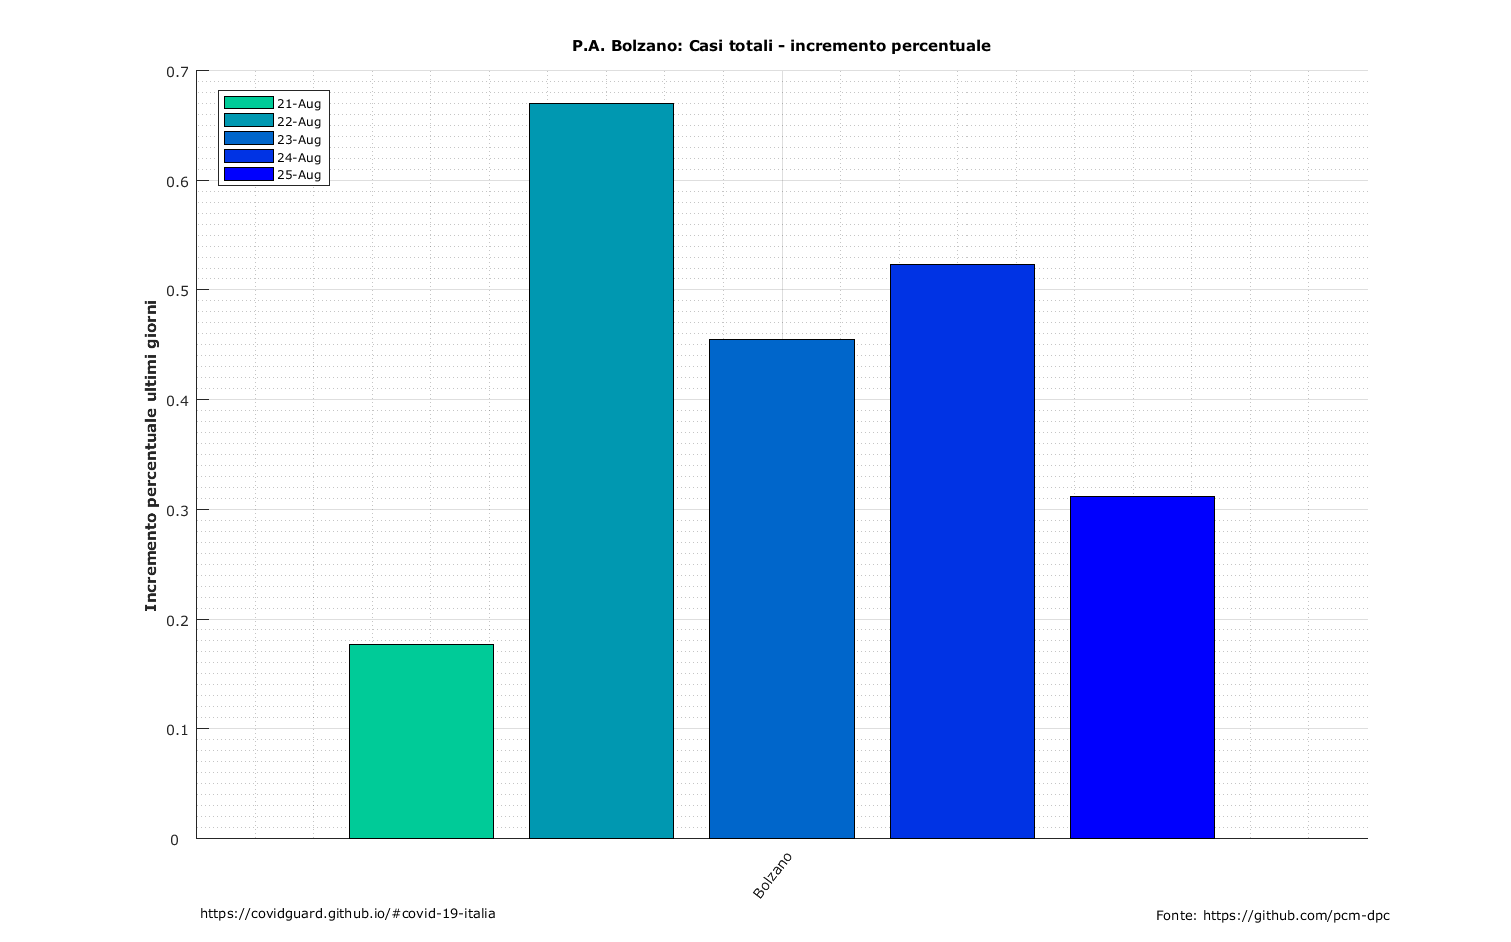 P.A. Bolzano: Casi totali - incremento percentuale
0.7
0.6
0.5
0.4
0.3
0.2
0.1
0
21-Aug
22-Aug
23-Aug
24-Aug
25-Aug
Incremento percentuale ultimi giorni
Bolzano
https://covidguard.github.io/#covid-19-italia
Fonte: https://github.com/pcm-dpc